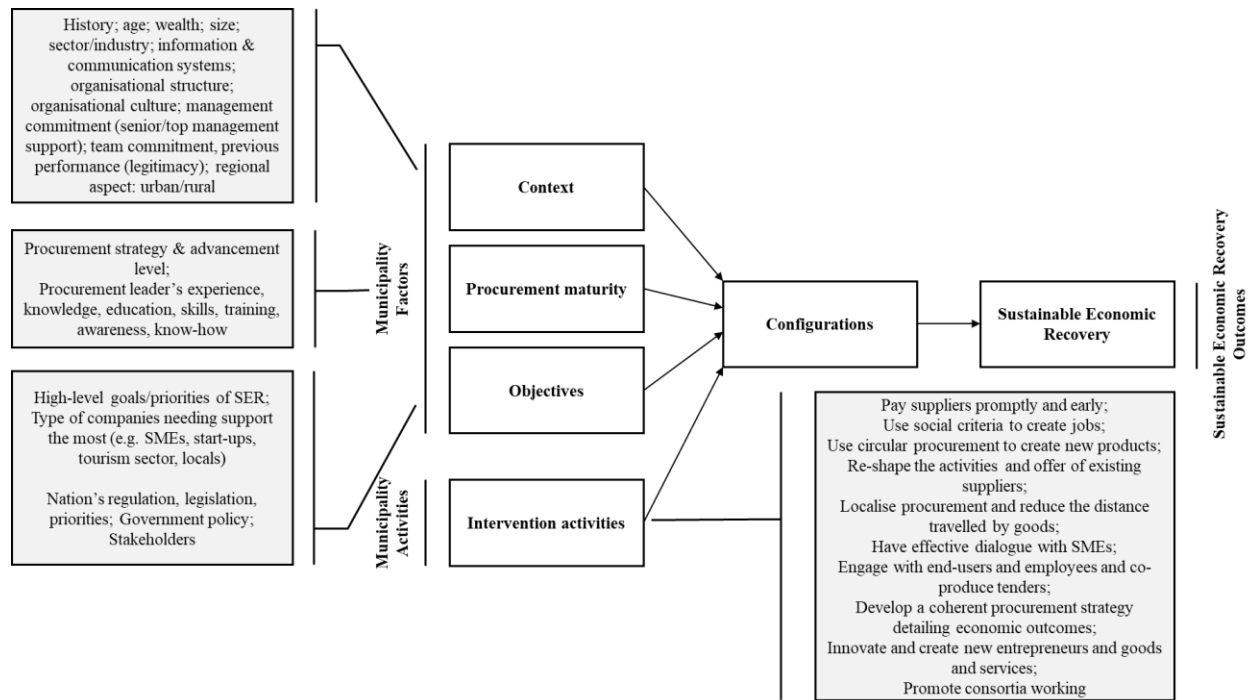 History; age; wealth; size;
sector/industry; information &
communication systems;
organisational structure;
organisational culture; management
commitment (senior/top management
support); team commitment, previous
performance (legitimacy); regional
aspect: urban/rural
Procurement strategy & advancement
level;
Procurement leader's experience,
knowledge, education, skills, training,
awareness, know-how
High-level goals/priorities of SER;
Type of companies needing support
the most (e.g. SMEs, start-ups,
tourism sector, locals)
Nation's regulation, legislation,
priorities; Government policy;
Stakeholders
Municipality
Factors
Municipality
Activities
Context
Procurement maturity
Objectives
Intervention activities
Configurations
Sustainable Economic
Recovery
Sustainable Economic Recovery
Outcomes
Pay suppliers promptly and early;
Use social criteria to create jobs;
Use circular procurement to create new products;
Re-shape the activities and offer of existing
suppliers;
Localise procurement and reduce the distance
travelled by goods;
Have effective dialogue with SMEs;
Engage with end-users and employees and co-
produce tenders;
Develop a coherent procurement strategy
detailing economic outcomes;
Innovate and create new entrepreneurs and goods
and services;
Promote consortia working